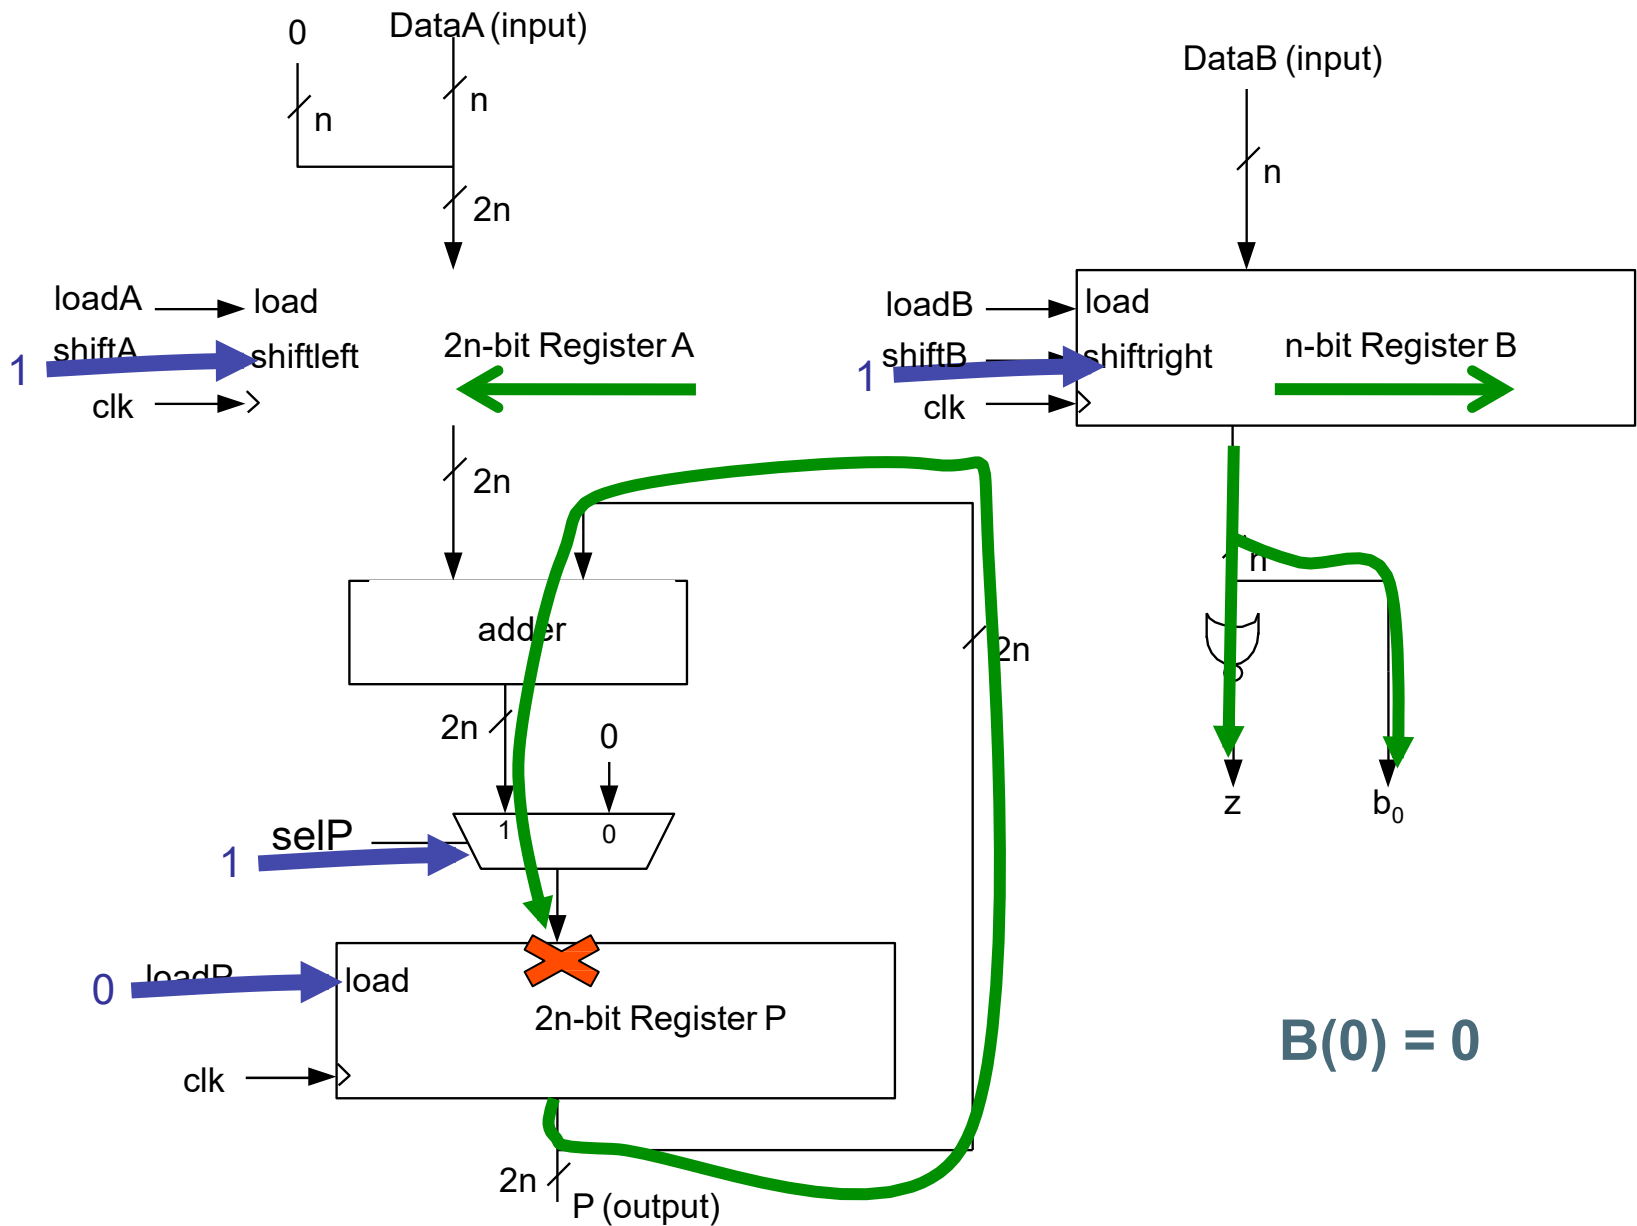 0
DataA (input)
DataB (input)
n
n
n
2n
loadA
load
loadB
load
1
shiftA
shiftleft
2n-bit Register A
1
shiftB
shiftright
n-bit Register B
clk
clk
2n
n
adder
2n
2n
0
selP
1
0
1
z
b0
0
loadP
load
2n-bit Register P
B(0) = 0
clk
2n
P (output)